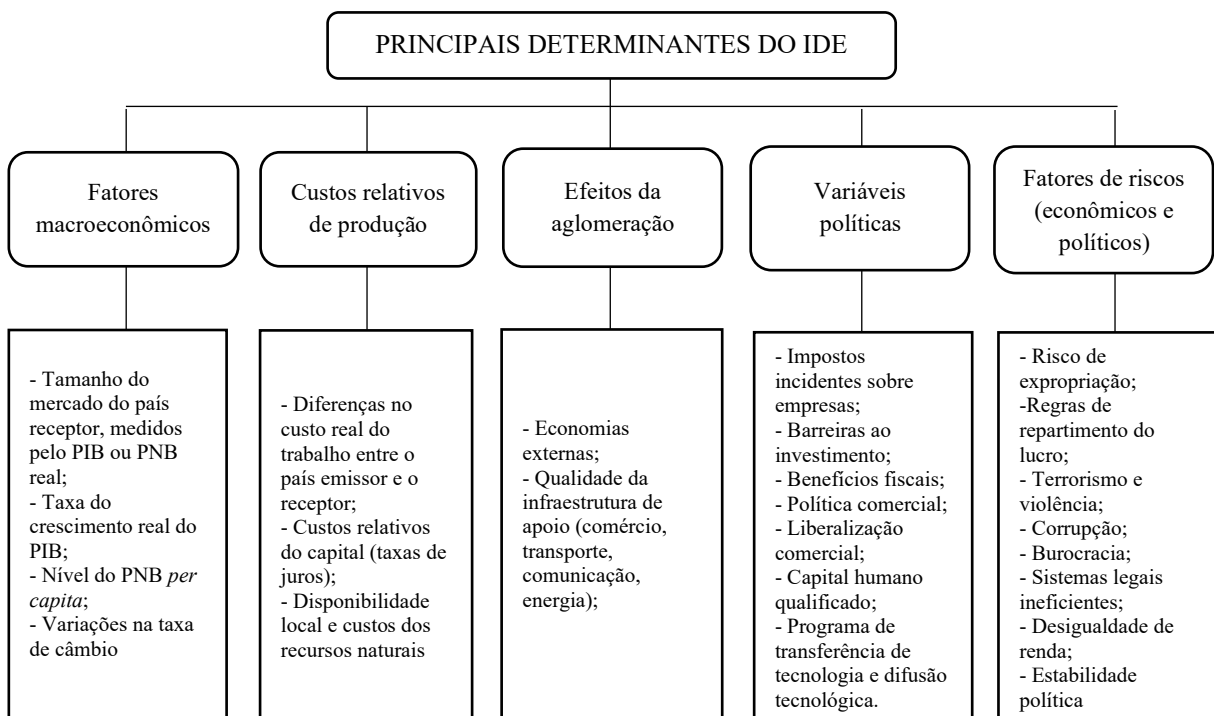 PRINCIPAIS DETERMINANTES DO IDE
Fatores
macroeconômicos
Custos relativos
de produção
Efeitos da
aglomeração
Variáveis
políticas
Fatores de riscos
(econômicos e
políticos)
- Tamanho do
mercado do país
receptor, medidos
pelo PIB ou PNB
real;
- Taxa do
crescimento real do
PIB;
- Nível do PNB per
capita;
- Variações na taxa
de câmbio
- Diferenças no
custo real do
trabalho entre o
país emissor e o
receptor;
- Custos relativos
do capital (taxas de
juros);
- Disponibilidade
local e custos dos
recursos naturais
- Economias
externas;
- Qualidade da
infraestrutura de
apoio (comércio,
transporte,
comunicação,
energia);
- Impostos
incidentes sobre
empresas;
- Barreiras ao
investimento;
- Benefícios fiscais;
- Política comercial;
- Liberalização
comercial;
- Capital humano
qualificado;
- Programa de
transferência de
tecnologia e difusão
tecnológica.
- Risco de
expropriação;
-Regras de
repartimento do
lucro;
- Terrorismo e
violência;
- Corrupção;
- Burocracia;
- Sistemas legais
ineficientes;
- Desigualdade de
renda;
- Estabilidade
política